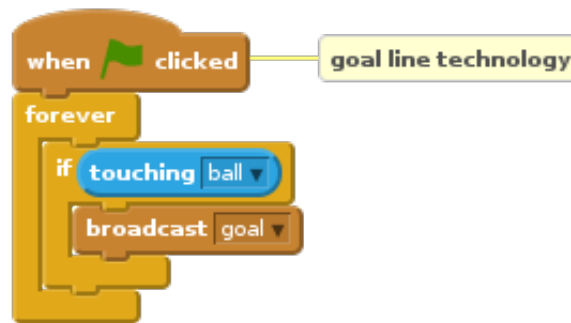 when clicked
goal line technology
forever
if touching ball
broadcast goal